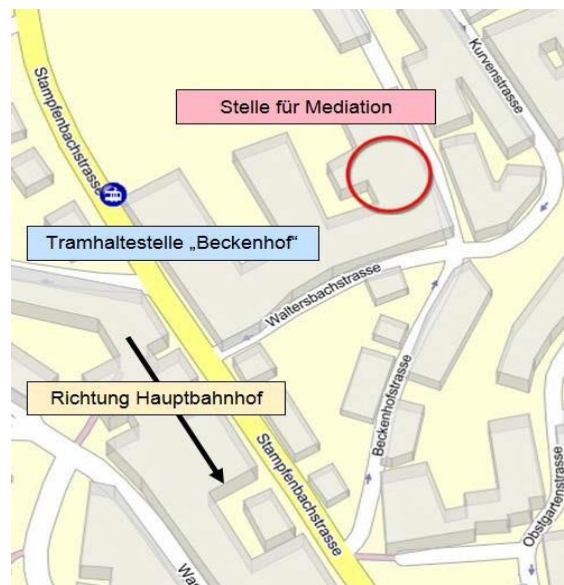 Stampfenbachstrasse
Kurvenstrasse
Stelle für Mediation
Tramhaltestelle „Beckenhof“
Waltersbachstrasse
Richtung Hauptbahnhof
Beckenhofstrasse
Stampfenbachstrasse
Obstgartenstrasse